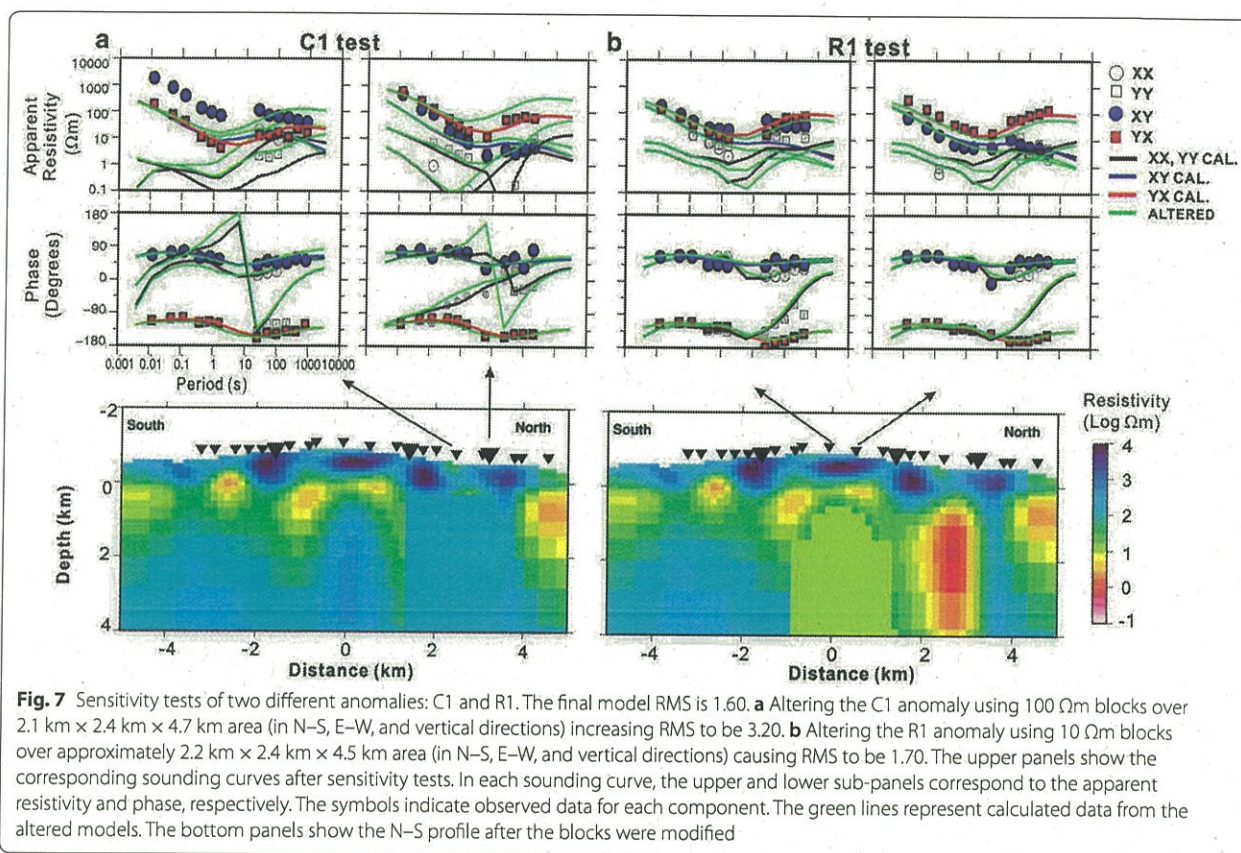 a C1 test
b R1 test
Apparent Resistivity (Ωm)
10000
1000
100
10
1
0.1
Phase (Degrees)
180
90
0
-90
-180
0.001 0.01 0.1 1 10 100 1000 10000
Period (s)
XX
YY
XY
YX
XX, YY CAL.
XY CAL.
YX CAL.
ALTERED
South North
South North
Depth (km)
-2
0
2
4
-4 -2 0 2 4
Distance (km)
-4 -2 0 2 4
Distance (km)
Resistivity
(Log Ωm)
4
3
2
1
0
-1
Fig. 7 Sensitivity tests of two different anomalies: C1 and R1. The final model RMS is 1.60. a Altering the C1 anomaly using 100 Ωm blocks over
2.1 km × 2.4 km × 4.7 km area (in N–S, E–W, and vertical directions) increasing RMS to be 3.20. b Altering the R1 anomaly using 10 Ωm blocks
over approximately 2.2 km × 2.4 km × 4.5 km area (in N–S, E–W, and vertical directions) causing RMS to be 1.70. The upper panels show the
corresponding sounding curves after sensitivity tests. In each sounding curve, the upper and lower sub-panels correspond to the apparent
resistivity and phase, respectively. The symbols indicate observed data for each component. The green lines represent calculated data from the
altered models. The bottom panels show the N–S profile after the blocks were modified